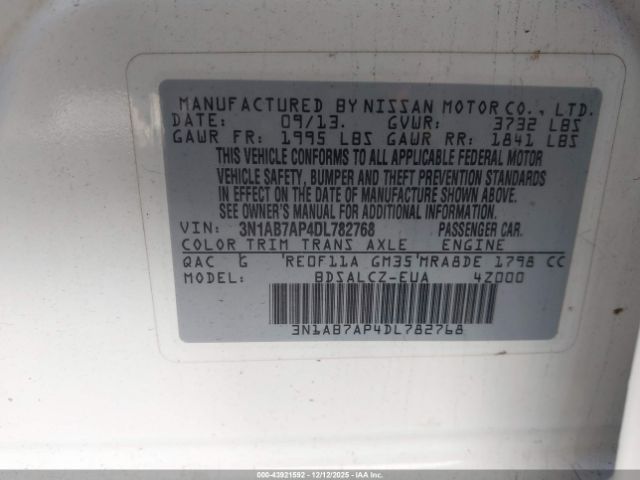 MANUFACTURED BY NISSAN MOTOR CO., LTD.
DATE: 09/13. GVWR: 3732 LBS
GAWR FR: 1995 LBS GAWR RR: 1841 LBS
THIS VEHICLE CONFORMS TO ALL APPLICABLE FEDERAL MOTOR
VEHICLE SAFETY, BUMPER AND THEFT PREVENTION STANDARDS
IN EFFECT ON THE DATE OF MANUFACTURE SHOWN ABOVE.
SEE OWNER'S MANUAL FOR ADDITIONAL INFORMATION.
VIN: 3N1AB7AP4DL782768 PASSENGER CAR.
COLOR TRIM TRANS AXLE ENGINE
QAC G 'RE0F11A GM35'MRA8DE 1798 CC
MODEL: BDSALCZ-EUA 4Z000
3N1AB7AP4DL782768
000-43921592 - 12/12/2025 - IAAI.com